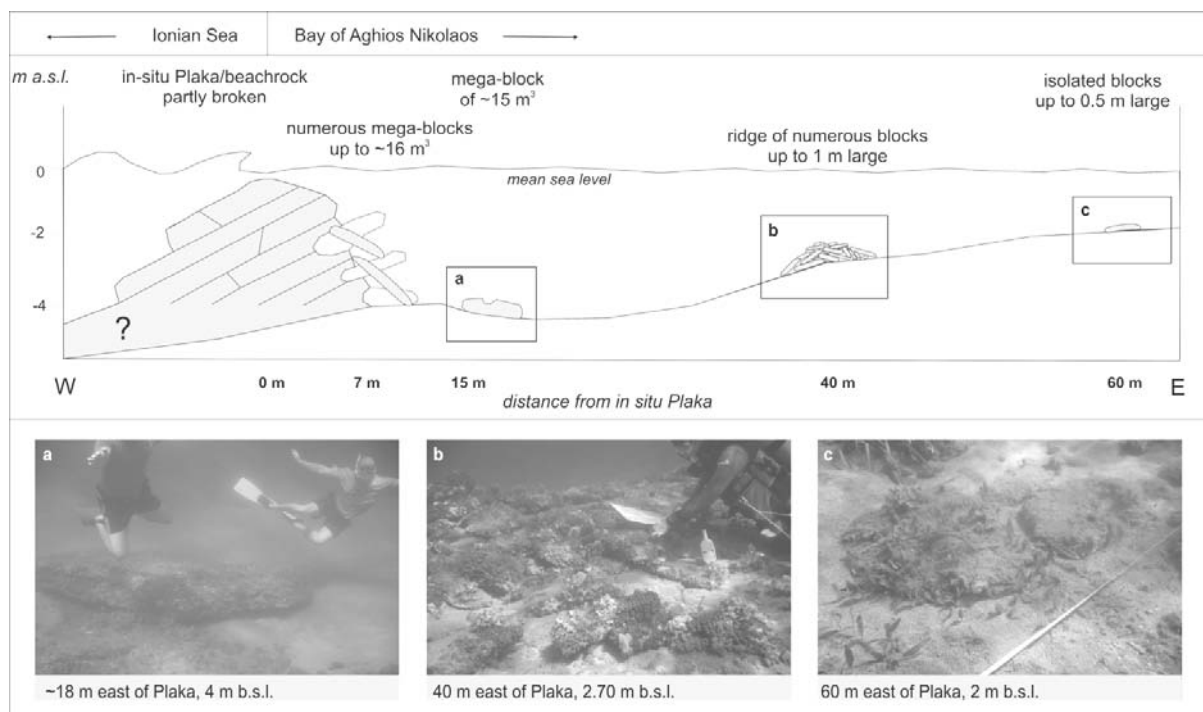 Ionian Sea
Bay of Aghios Nikolaos
m a.s.l.
in-situ Plaka/beachrock
partly broken
mega-block
of ~15 m³
isolated blocks
up to 0.5 m large
numerous mega-blocks
up to ~16 m³
ridge of numerous blocks
up to 1 m large
0
mean sea level
-2
c
b
a
-4
?
W
0 m
7 m
15 m
40 m
60 m
E
distance from in situ Plaka
a
b
c
~18 m east of Plaka, 4 m b.s.l.
40 m east of Plaka, 2.70 m b.s.l.
60 m east of Plaka, 2 m b.s.l.